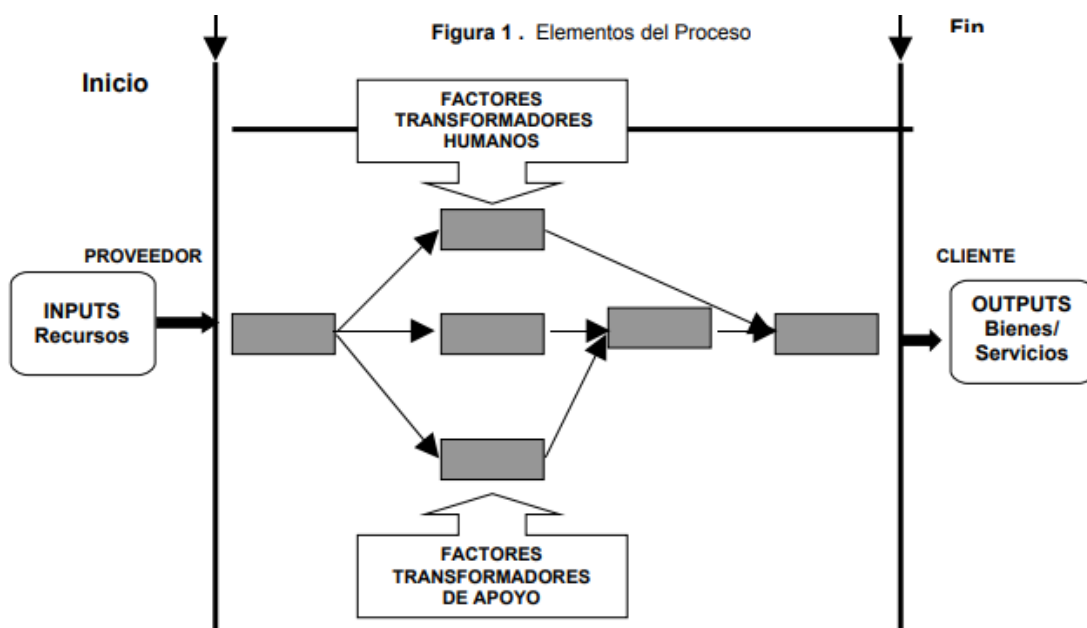 Figura 1 . Elementos del Proceso
Fin
Inicio
FACTORES
TRANSFORMADORES
HUMANOS
PROVEEDOR
CLIENTE
INPUTS
Recursos
OUTPUTS
Bienes/
Servicios
FACTORES
TRANSFORMADORES
DE APOYO